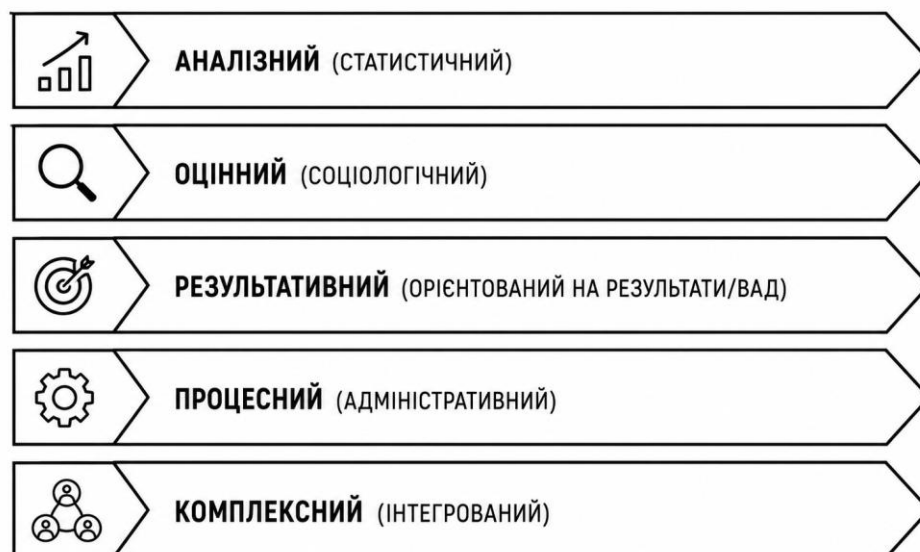 АНАЛІЗНИЙ (СТАТИСТИЧНИЙ)
ОЦІННИЙ (СОЦІОЛОГІЧНИЙ)
РЕЗУЛЬТАТИВНИЙ (ОРІЄНТОВАНИЙ НА РЕЗУЛЬТАТИ/ВАД)
ПРОЦЕСНИЙ (АДМІНІСТРАТИВНИЙ)
КОМПЛЕКСНИЙ (ІНТЕГРОВАНИЙ)